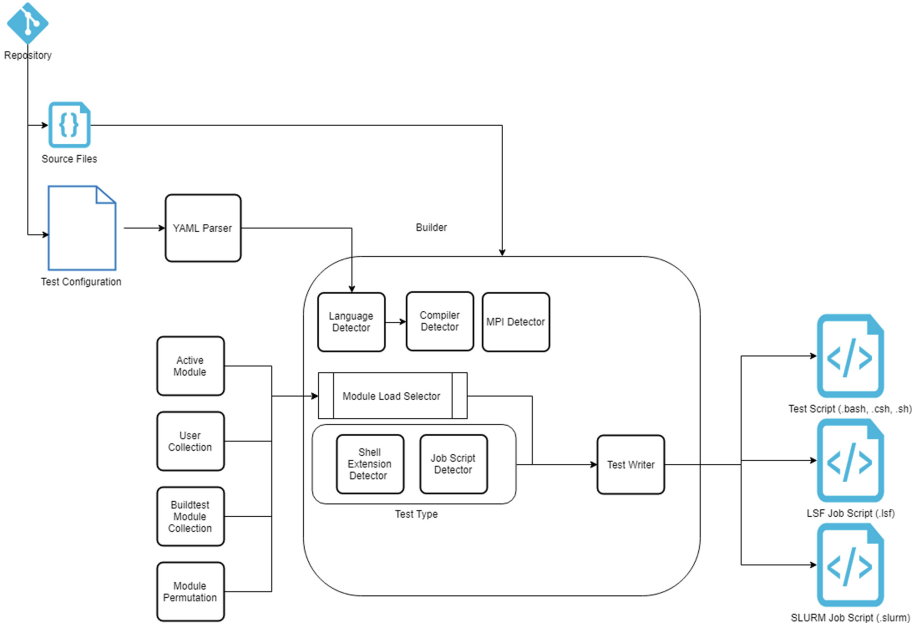 Repository
Source Files
Test Configuration
YAML Parser
Builder
Language
Detector
Compiler
Detector
MPI Detector
Active
Module
User
Collection
Buildtest
Module
Collection
Module
Permutation
Module Load Selector
Shell
Extension
Detector
Job Script
Detector
Test Type
Test Writer
Test Script (.bash, .csh, .sh)
LSF Job Script (.lsf)
SLURM Job Script (.slurm)